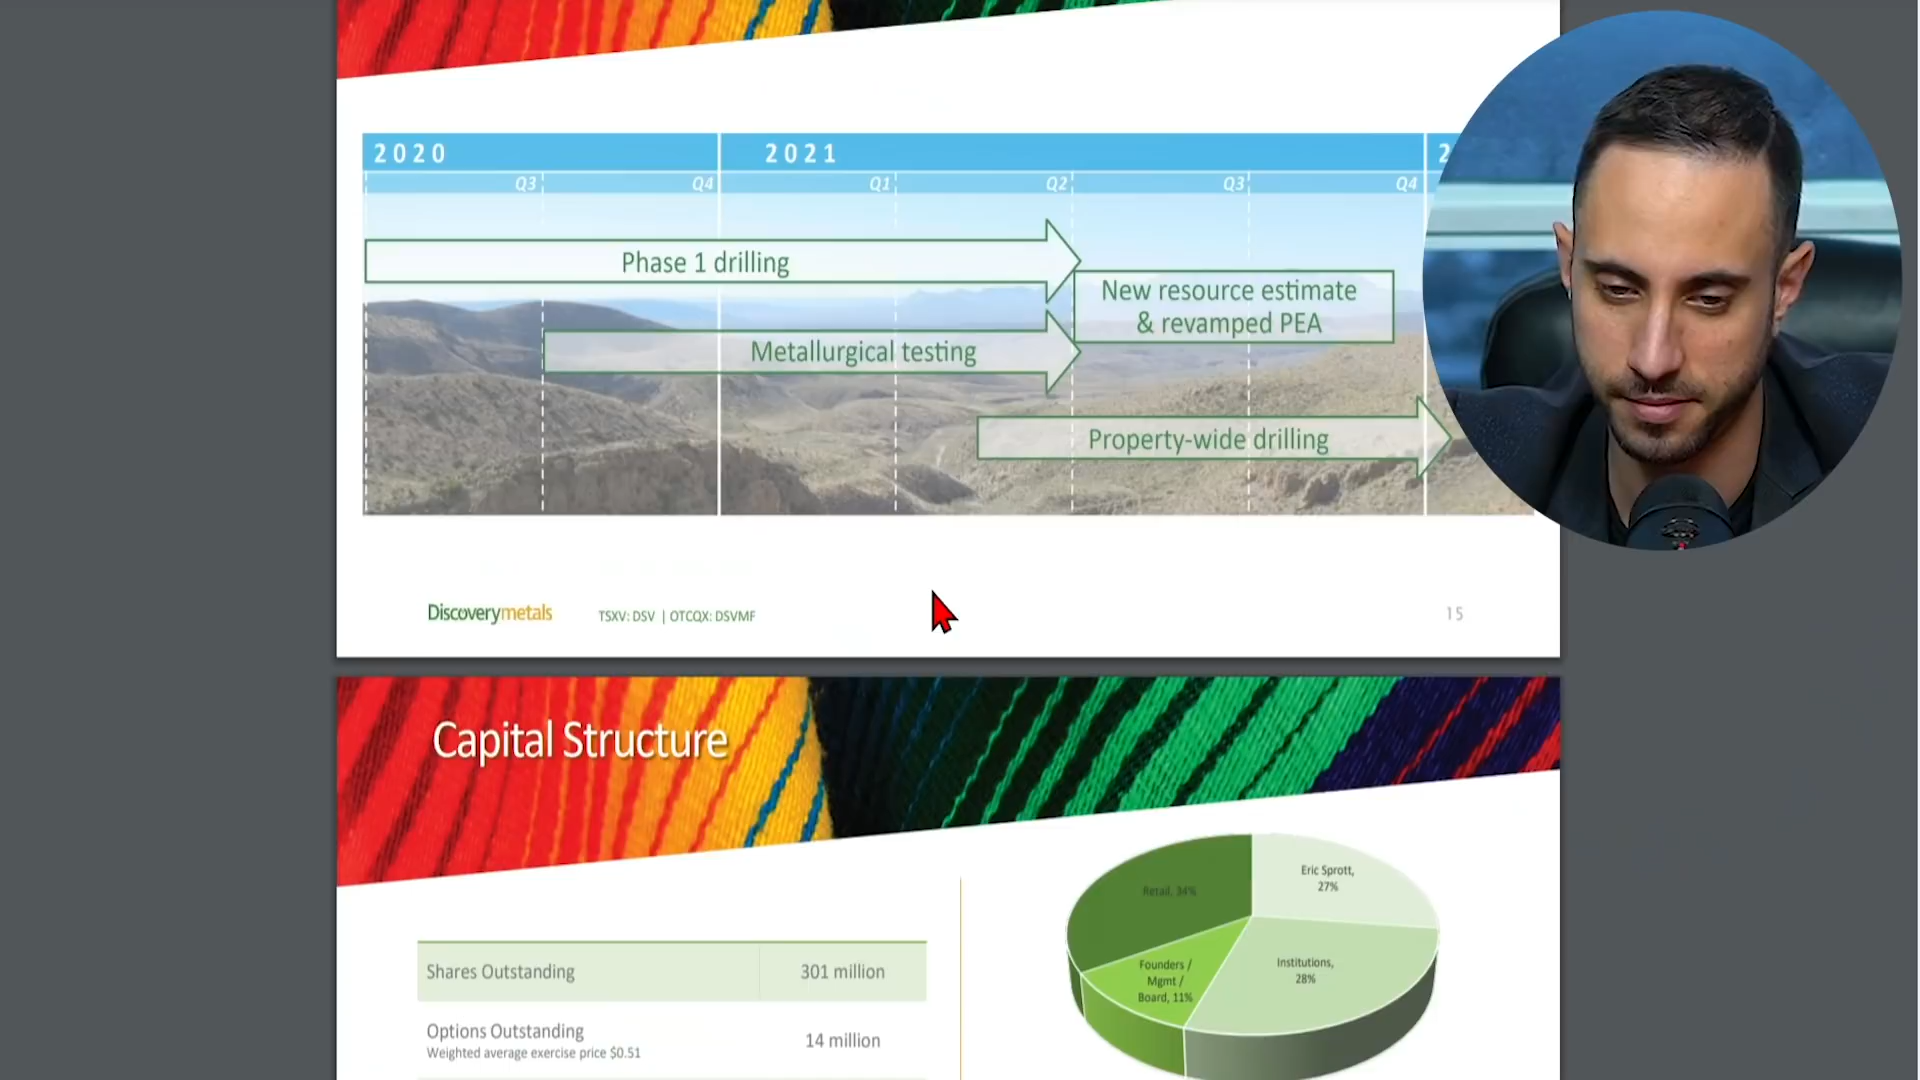 2020
2021
Q3
Q4
Q1
Q2
Q3
Q4
Phase 1 drilling
New resource estimate
& revamped PEA
Metallurgical testing
Property-wide drilling
Discoverymetals
TSXV: DSV | OTCQX: DSVMF
15
Capital Structure
Shares Outstanding
301 million
Options Outstanding
Weighted average exercise price $0.51
14 million
Retail, 34%
Eric Sprott,
27%
Founders /
Mgmt /
Board, 11%
Institutions,
28%